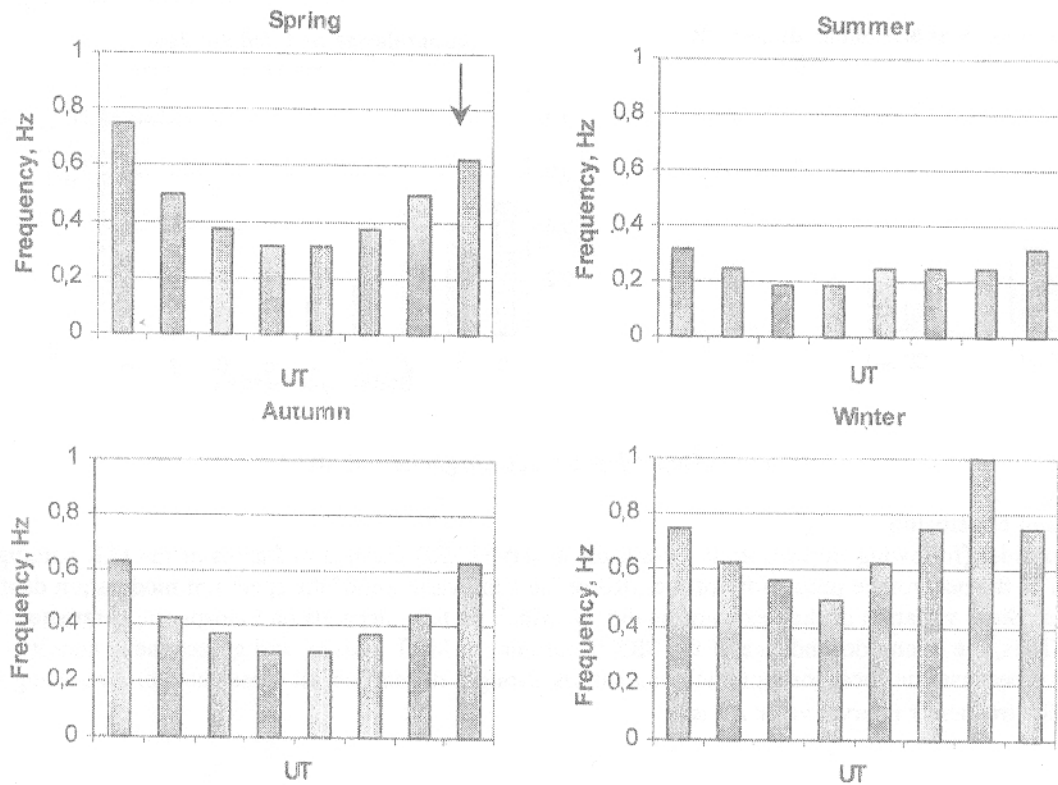 Spring
Frequency, Hz
1
0,8
0,6
0,4
0,2
0
UT
Summer
Frequency, Hz
1
0,8
0,6
0,4
0,2
0
UT
Autumn
Frequency, Hz
1
0,8
0,6
0,4
0,2
0
UT
Winter
Frequency, Hz
1
0,8
0,6
0,4
0,2
0
UT